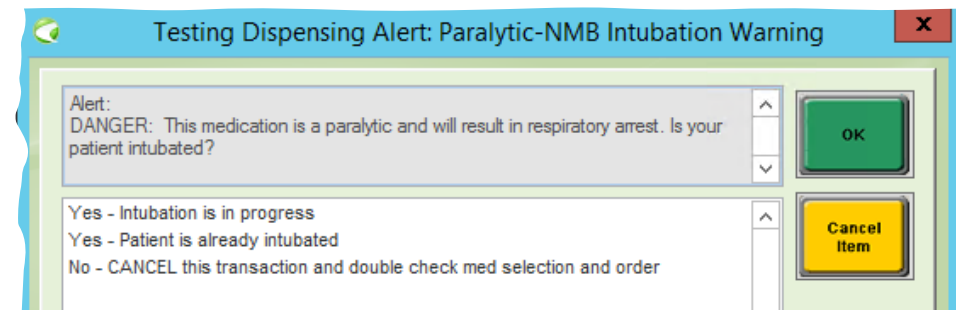 Testing Dispensing Alert: Paralytic-NMB Intubation Warning
X
Alert:
DANGER:  This medication is a paralytic and will result in respiratory arrest. Is your
patient intubated?
OK
Yes - Intubation is in progress
Yes - Patient is already intubated
No - CANCEL this transaction and double check med selection and order
Cancel
Item